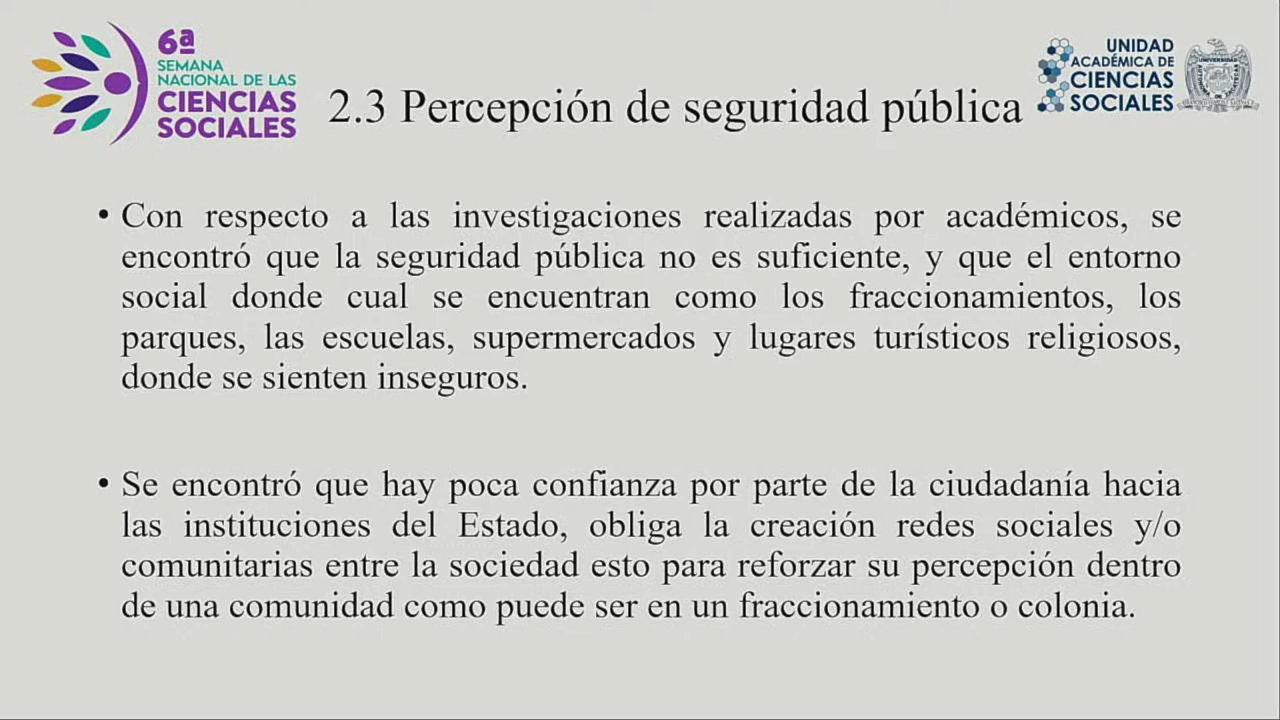 6ª
SEMANA
NACIONAL DE LAS
CIENCIAS
SOCIALES
2.3 Percepción de seguridad pública
UNIDAD
ACADÉMICA DE
CIENCIAS
SOCIALES
• Con respecto a las investigaciones realizadas por académicos, se
encontró que la seguridad pública no es suficiente, y que el entorno
social donde cual se encuentran como los fraccionamientos, los
parques, las escuelas, supermercados y lugares turísticos religiosos,
donde se sienten inseguros.
• Se encontró que hay poca confianza por parte de la ciudadanía hacia
las instituciones del Estado, obliga la creación redes sociales y/o
comunitarias entre la sociedad esto para reforzar su percepción dentro
de una comunidad como puede ser en un fraccionamiento o colonia.